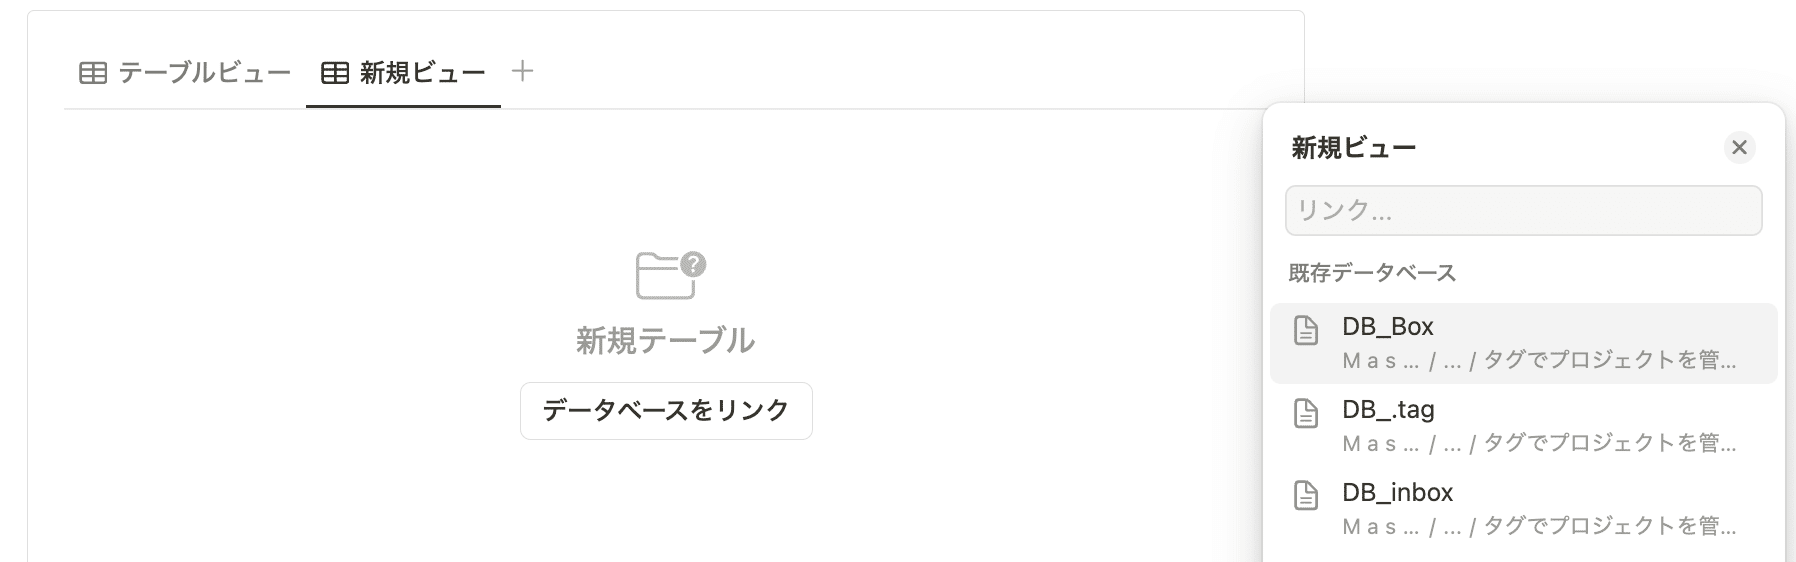 テーブルビュー 新規ビュー
新規テーブル
データベースをリンク
新規ビュー
リンク...
既存データベース
DB_Box
M a s ... / ... / タグでプロジェクトを管...
DB_.tag
M a s ... / ... / タグでプロジェクトを管...
DB_inbox
M a s ... / ... / タグでプロジェクトを管...